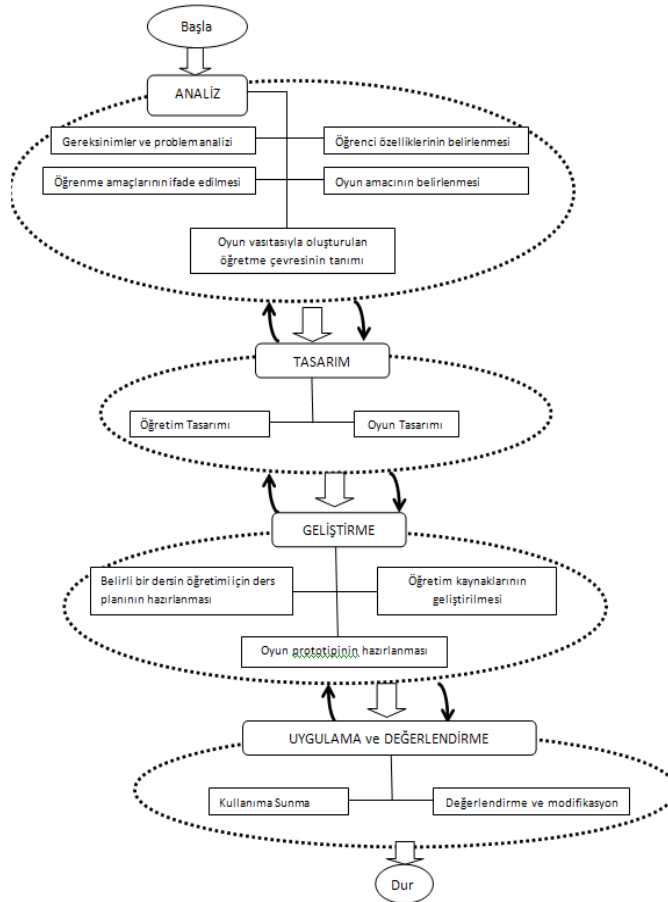 Başla
ANALİZ
Gereksinimler ve problem analizi
Öğrenci özelliklerinin belirlenmesi
Öğrenme amaçlarının ifade edilmesi
Oyun amacının belirlenmesi
Oyun vasıtasıyla oluşturulan
öğretme çevresinin tanımı
TASARIM
Öğretim Tasarımı
Oyun Tasarımı
GELİŞTİRME
Belirli bir dersin öğretimi için ders
planının hazırlanması
Öğretim kaynaklarının
geliştirilmesi
Oyun prototipinin hazırlanması
UYGULAMA ve DEĞERLENDİRME
Kullanıma Sunma
Değerlendirme ve modifikasyon
Dur